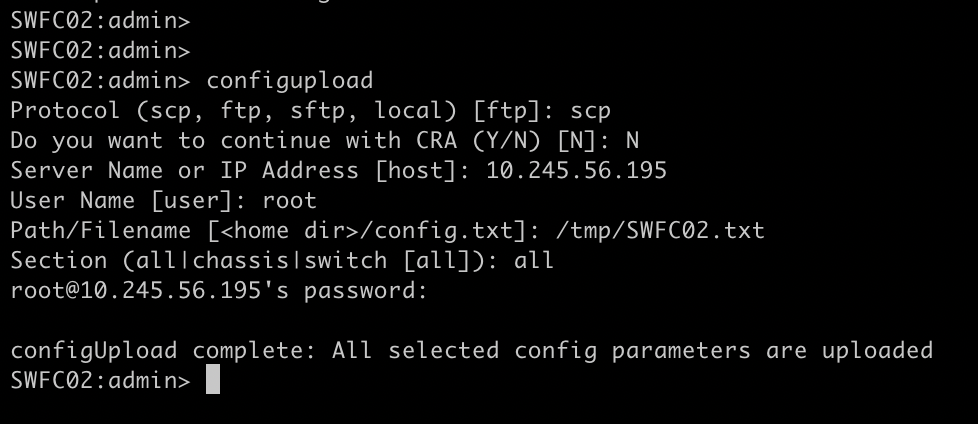 SWFC02:admin>
SWFC02:admin>
SWFC02:admin> configupload
Protocol (scp, ftp, sftp, local) [ftp]: scp
Do you want to continue with CRA (Y/N) [N]: N
Server Name or IP Address [host]: 10.245.56.195
User Name [user]: root
Path/Filename [<home dir>/config.txt]: /tmp/SWFC02.txt
Section (all|chassis|switch [all]): all
root@10.245.56.195's password:

configUpload complete: All selected config parameters are uploaded
SWFC02:admin>